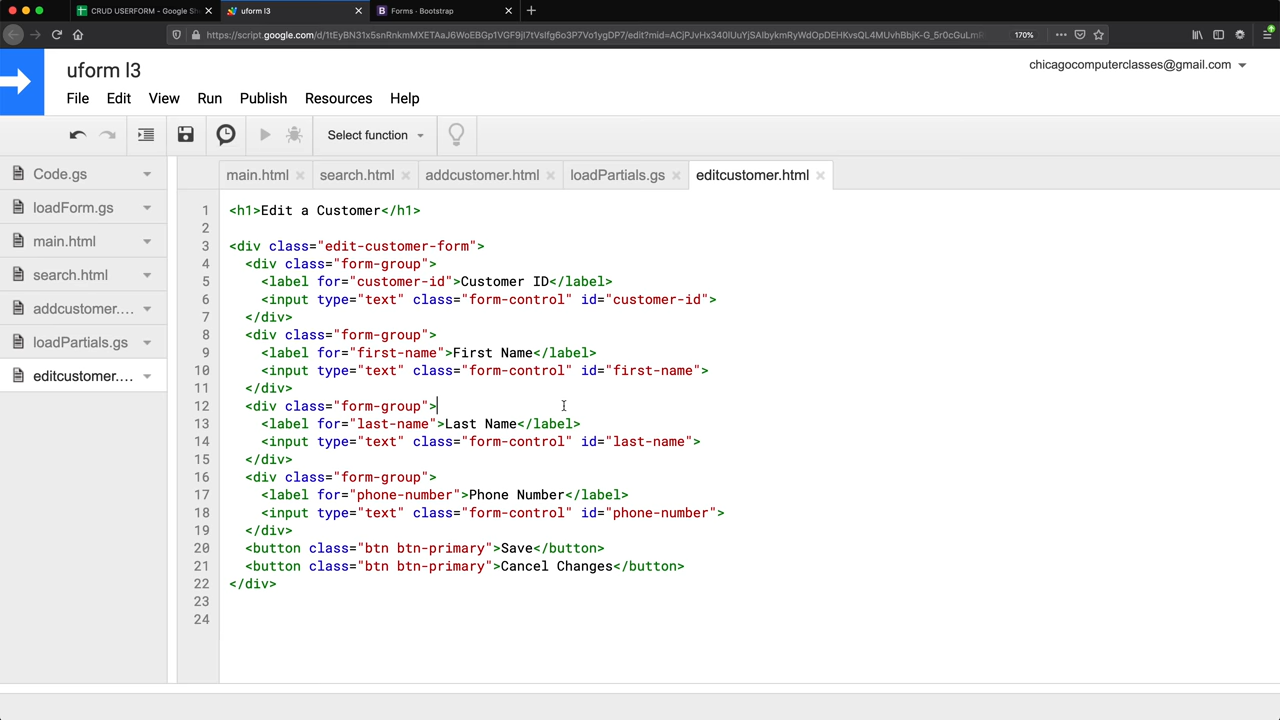 CRUD USERFORM - Google She
uform l3
Forms · Bootstrap
170%
uform l3
chicagocomputerclasses@gmail.com
File Edit View Run Publish Resources Help
Select function
Code.gs
loadForm.gs
main.html
search.html
addcustomer....
loadPartials.gs
editcustomer....
main.html
search.html
addcustomer.html
loadPartials.gs
editcustomer.html
1 <h1>Edit a Customer</h1>
2
3 <div class="edit-customer-form">
4 <div class="form-group">
5 <label for="customer-id">Customer ID</label>
6 <input type="text" class="form-control" id="customer-id">
7 </div>
8 <div class="form-group">
9 <label for="first-name">First Name</label>
10 <input type="text" class="form-control" id="first-name">
11 </div>
12 <div class="form-group">
13 <label for="last-name">Last Name</label>
14 <input type="text" class="form-control" id="last-name">
15 </div>
16 <div class="form-group">
17 <label for="phone-number">Phone Number</label>
18 <input type="text" class="form-control" id="phone-number">
19 </div>
20 <button class="btn btn-primary">Save</button>
21 <button class="btn btn-primary">Cancel Changes</button>
22 </div>
23
24